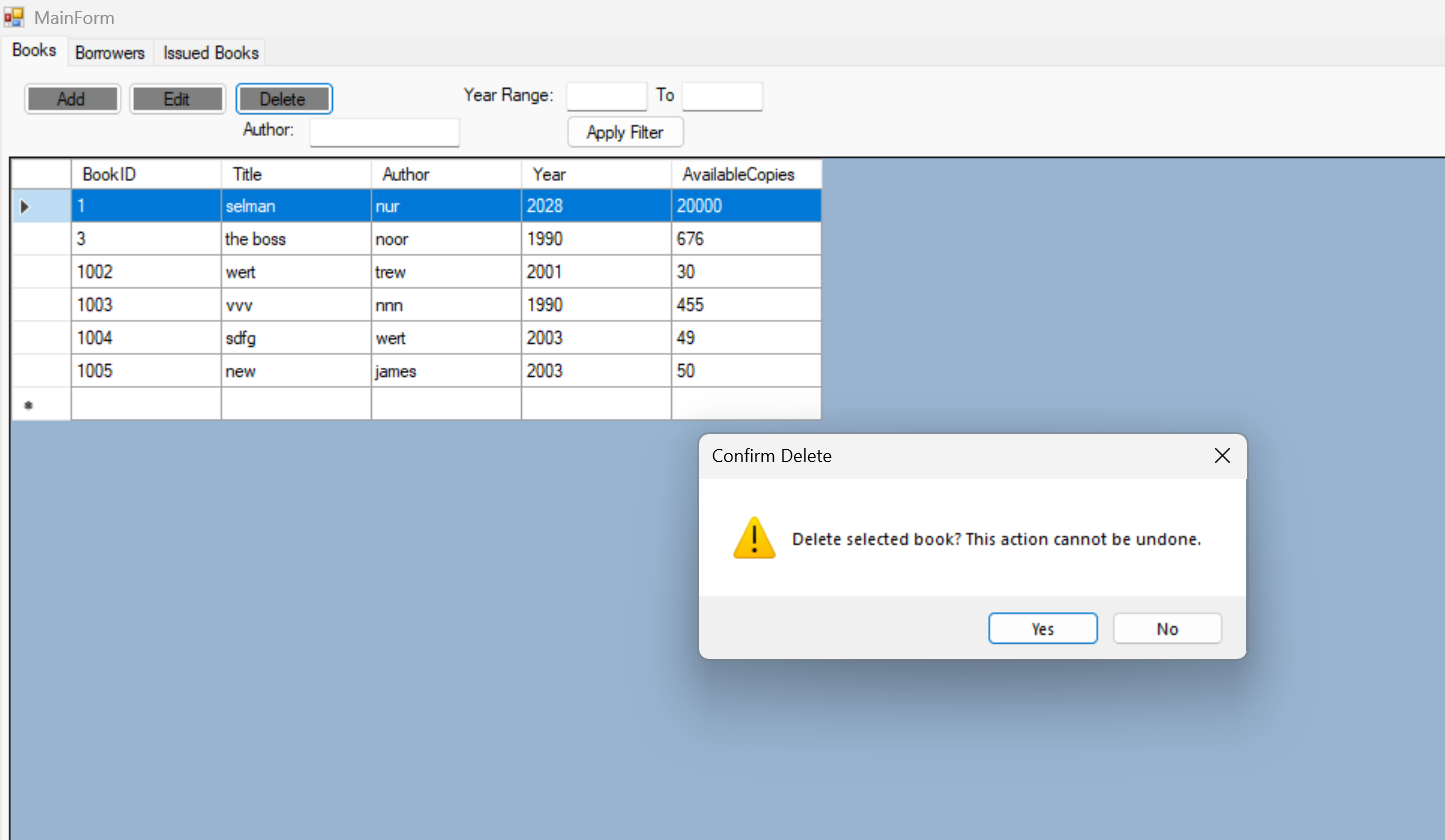 MainForm
Books Borrowers Issued Books
Add Edit Delete Year Range: To
Author: Apply Filter
BookID Title Author Year AvailableCopies
1 selman nur 2028 20000
3 the boss noor 1990 676
1002 wert trew 2001 30
1003 vvv nnn 1990 455
1004 sdfg wert 2003 49
1005 new james 2003 50
Confirm Delete
Delete selected book? This action cannot be undone.
Yes No